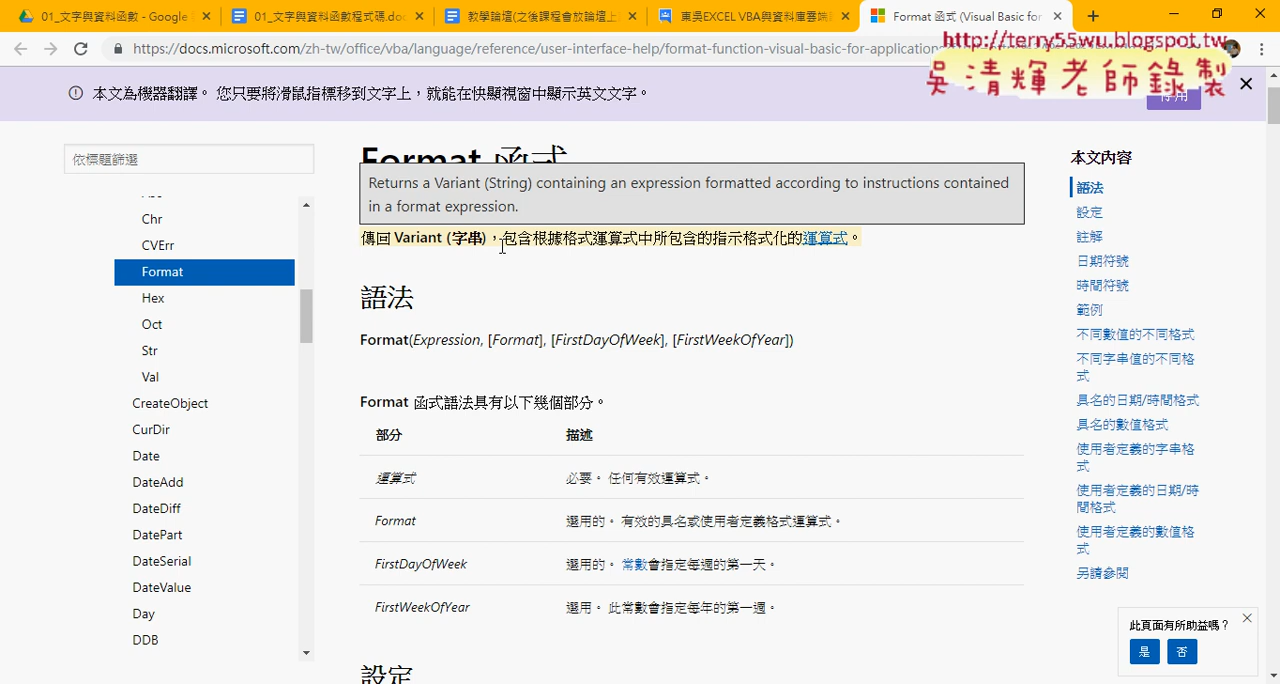 01_文字與資料函數 - Google
01_文字與資料函數程式碼.doc
教學論壇(之後課程會放論壇上
東吳EXCEL VBA與資料庫雲端
Format 函式 (Visual Basic for
https://docs.microsoft.com/zh-tw/office/vba/language/reference/user-interface-help/format-function-visual-basic-for-application
http://terry55wu.blogspot.tw
吳清輝老師錄製
本文為機器翻譯。 您只要將滑鼠指標移到文字上，就能在快顯視窗中顯示英文文字。
停用
依標題篩選
Chr
CVErr
Format
Hex
Oct
Str
Val
CreateObject
CurDir
Date
DateAdd
DateDiff
DatePart
DateSerial
DateValue
Day
DDB
Format 函式
Returns a Variant (String) containing an expression formatted according to instructions contained
in a format expression.
傳回 Variant (字串)，包含根據格式運算式中所包含的指示格式化的運算式。
語法
Format(Expression, [Format], [FirstDayOfWeek], [FirstWeekOfYear])
Format 函式語法具有以下幾個部分。
部分 描述
運算式 必要。 任何有效運算式。
Format 選用的。 有效的具名或使用者定義格式運算式。
FirstDayOfWeek 選用的。 常數會指定每週的第一天。
FirstWeekOfYear 選用。 此常數會指定每年的第一週。
設定
本文內容
語法
設定
註解
日期符號
時間符號
範例
不同數值的不同格式
不同字串值的不同格
式
具名的日期/時間格式
具名的數值格式
使用者定義的字串格
式
使用者定義的日期/時
間格式
使用者定義的數值格
式
另請參閱
此頁面有所助益嗎？
是
否